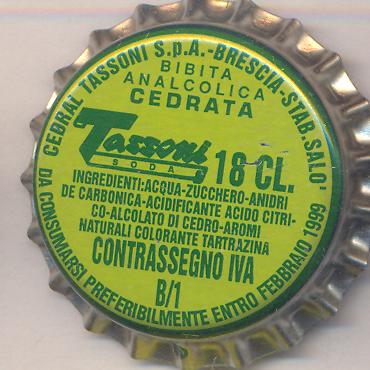 CEDRAL TASSONI S.p.A.-BRESCIA-STAB.SALO'
BIBITA
ANALCOLICA
CEDRATA
Tassoni
SODA
18 CL.
INGREDIENTI:ACQUA-ZUCCHERO-ANIDRI
DE CARBONICA-ACIDIFICANTE ACIDO CITRI-
CO-ALCOLATO DI CEDRO-AROMI
NATURALI COLORANTE TARTRAZINA
CONTRASSEGNO IVA
B/1
DA CONSUMARSI PREFERIBILMENTE ENTRO FEBBRAIO 1999